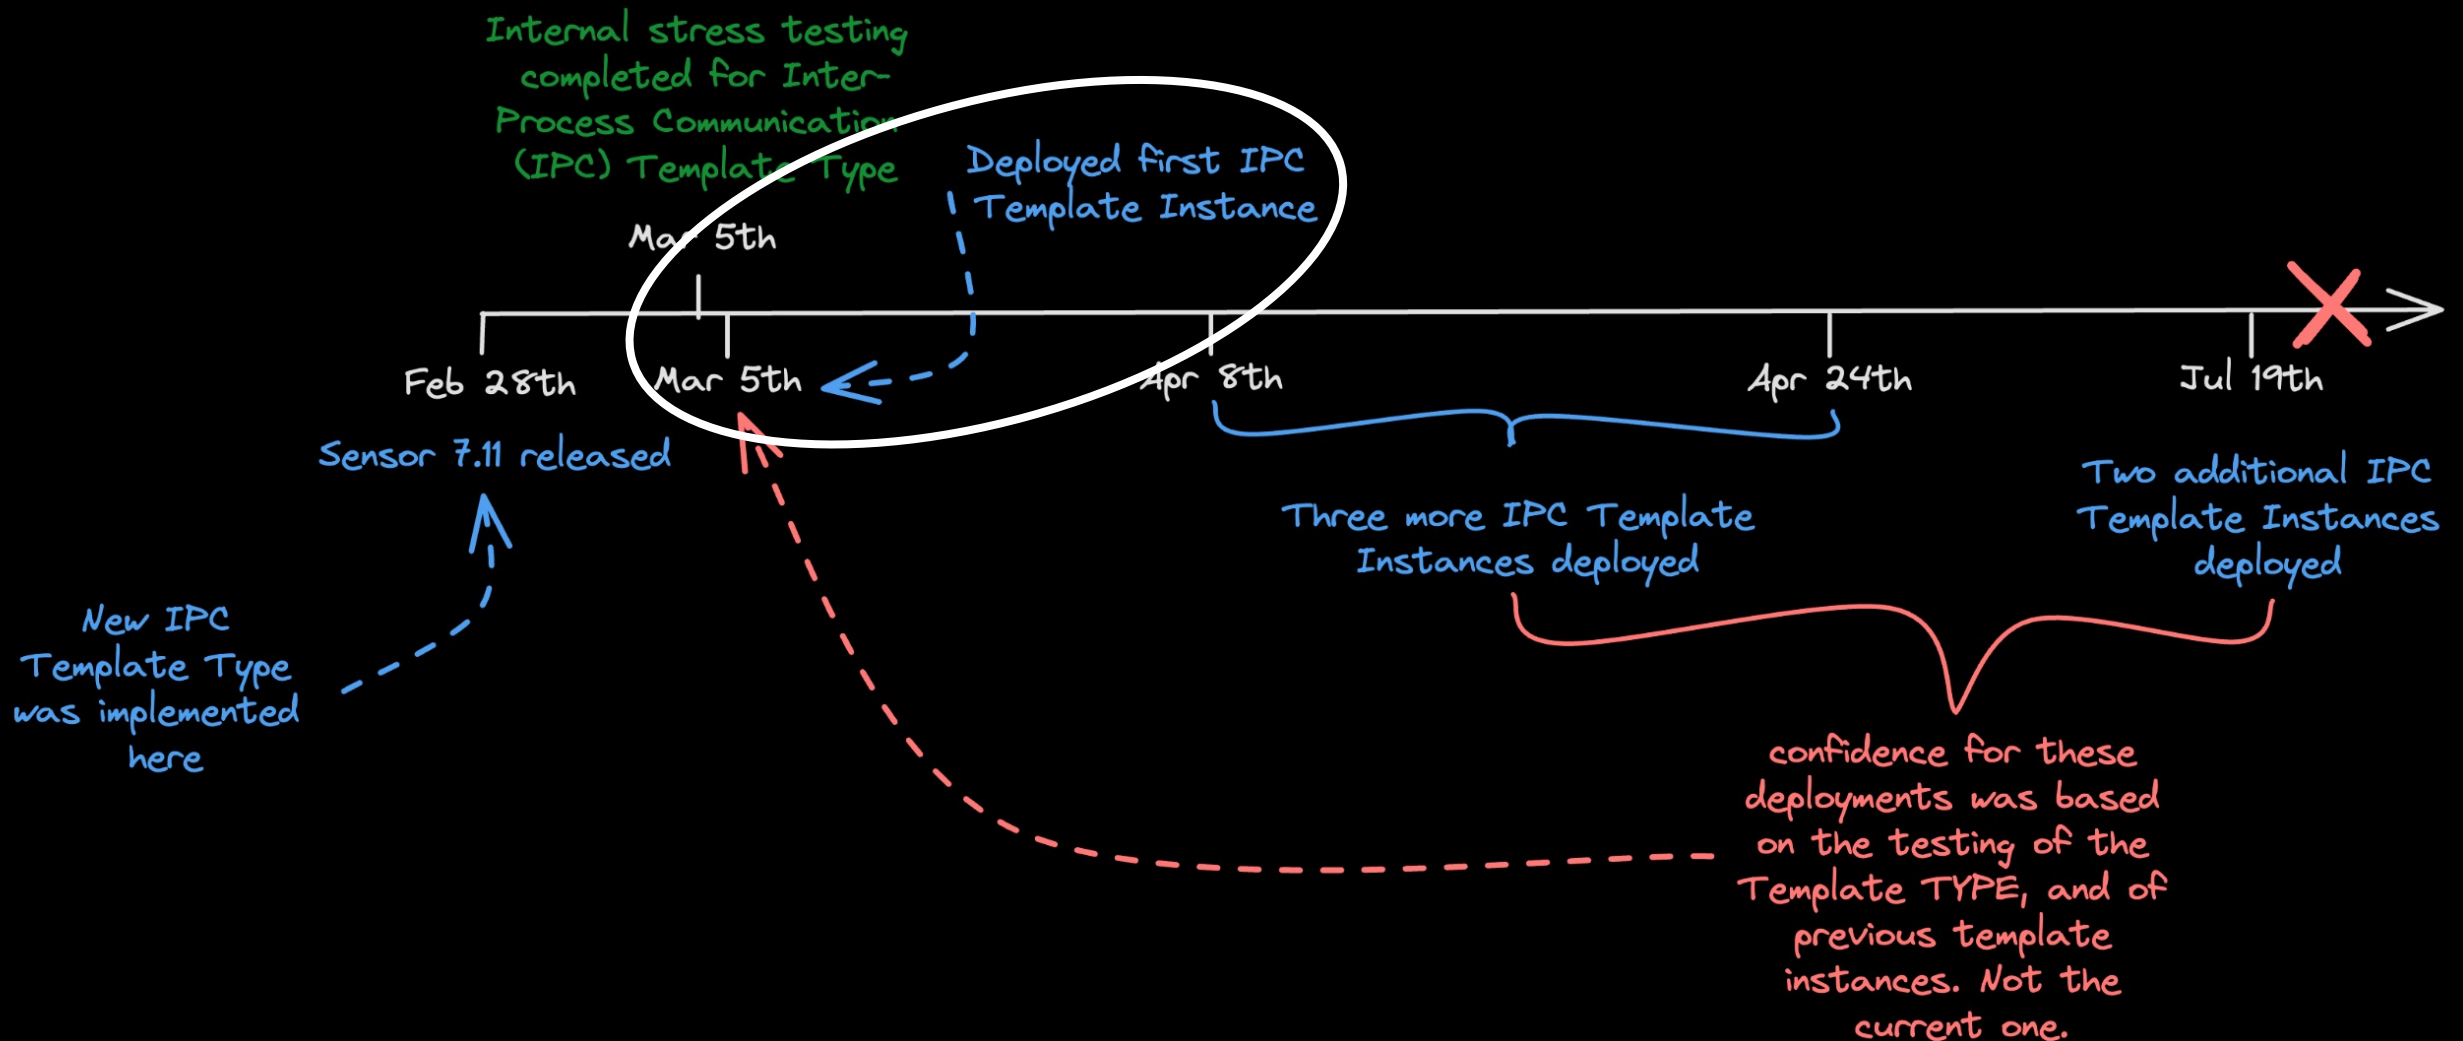 Internal stress testing
completed for Inter-
Process Communication
(IPC) Template Type
Deployed first IPC
Template Instance
Mar 5th
Feb 28th
Mar 5th
Apr 8th
Apr 24th
Jul 19th
Sensor 7.11 released
New IPC
Template Type
was implemented
here
Three more IPC Template
Instances deployed
Two additional IPC
Template Instances
deployed
confidence for these
deployments was based
on the testing of the
Template TYPE, and of
previous template
instances. Not the
current one.